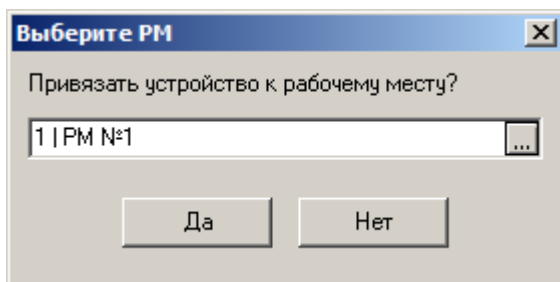 Выберите РМ
Привязать устройство к рабочему месту?
1 | РМ №1
...
Да
Нет